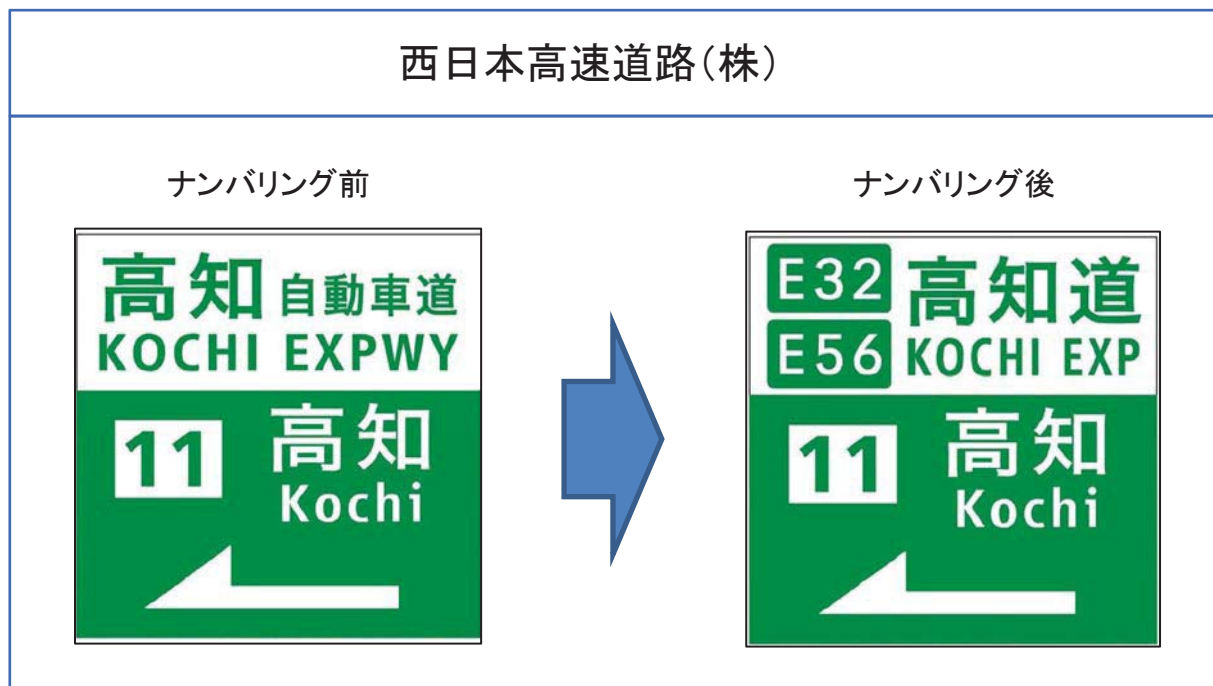 西日本高速道路(株)
ナンバリング前
高知 自動車道
KOCHI EXPWY
11 高知
Kochi
ナンバリング後
E32 高知道
E56 KOCHI EXP
11 高知
Kochi